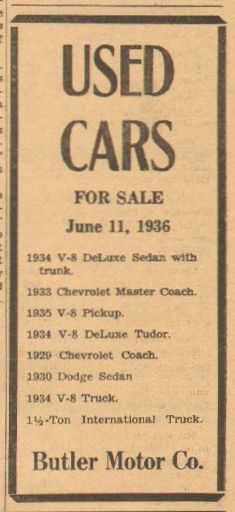 USED
CARS
FOR SALE
June 11, 1936
1934 V-8 DeLuxe Sedan with
trunk.
1933 Chevrolet Master Coach.
1935 V-8 Pickup.
1934 V-8 DeLuxe Tudor.
1929 Chevrolet Coach.
1930 Dodge Sedan
1934 V-8 Truck.
1½-Ton International Truck.
Butler Motor Co.